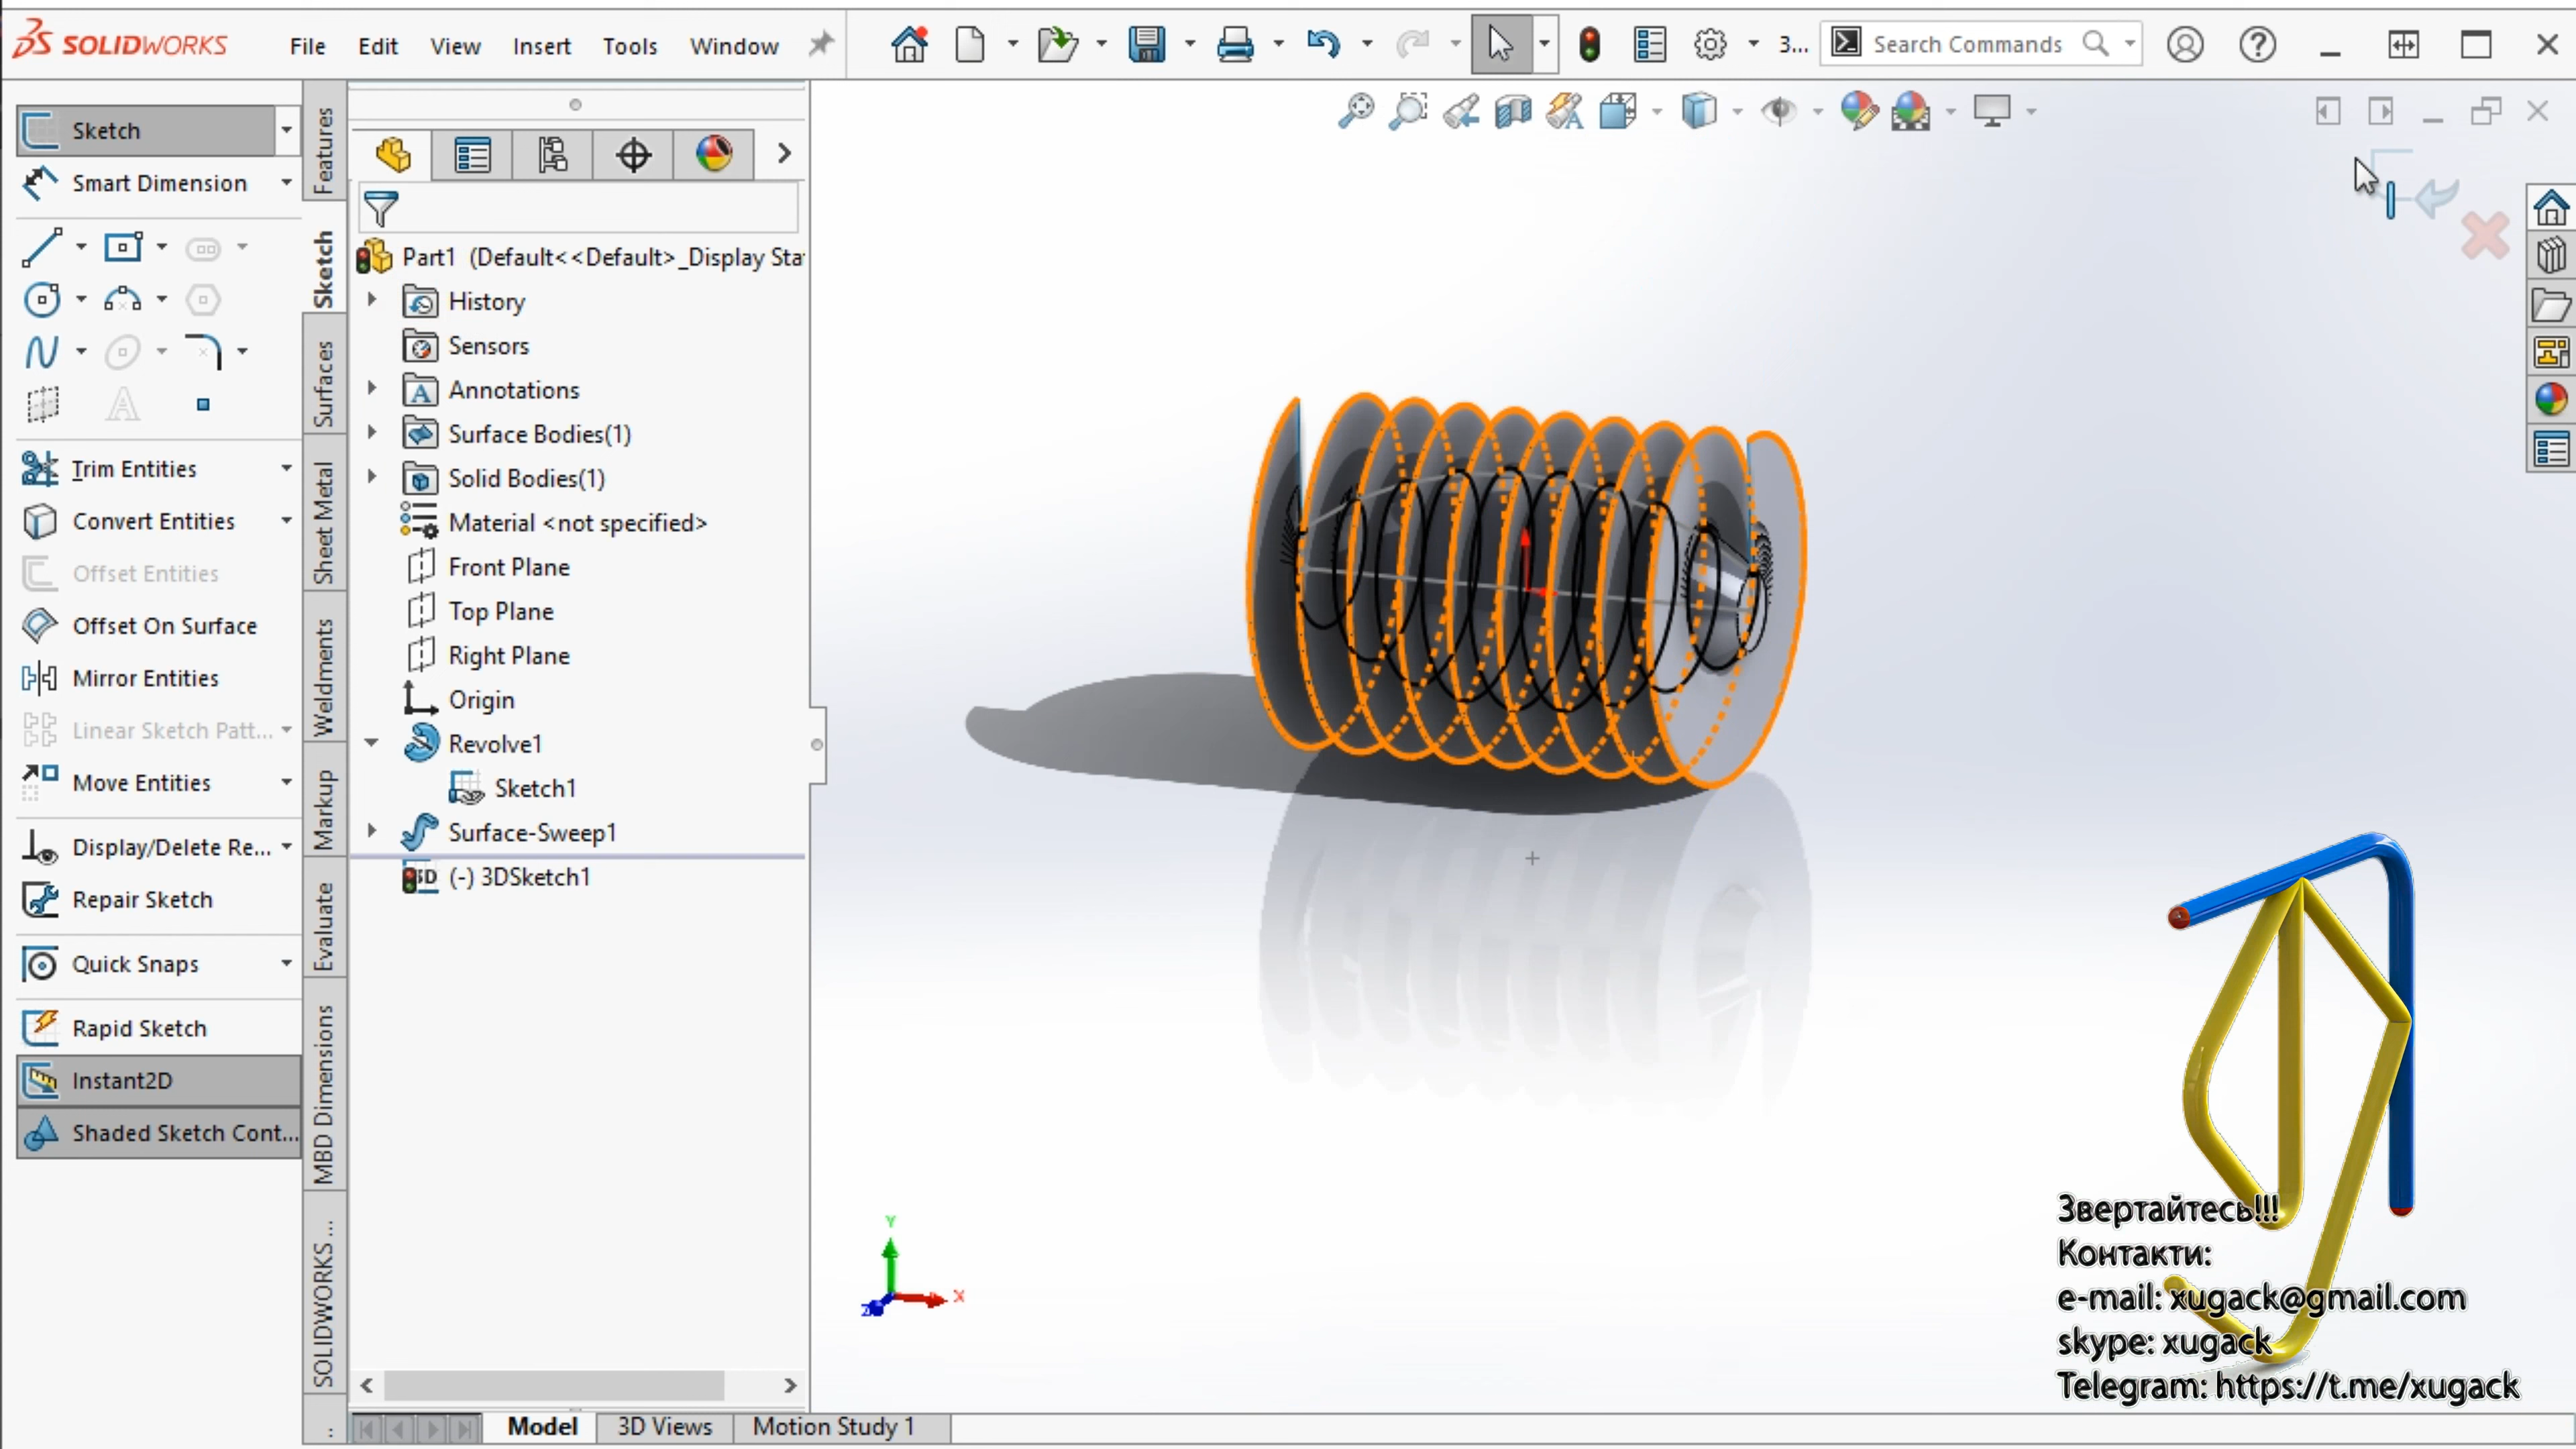 SOLIDWORKS
File Edit View Insert Tools Window
3...
Search Commands
Sketch
Smart Dimension
Trim Entities
Convert Entities
Offset Entities
Offset On Surface
Mirror Entities
Linear Sketch Patt...
Move Entities
Display/Delete Re...
Repair Sketch
Quick Snaps
Rapid Sketch
Instant2D
Shaded Sketch Cont...
Features
Sketch
Surfaces
Sheet Metal
Weldments
Markup
Evaluate
MBD Dimensions
SOLIDWORKS ...
Part1 (Default<<Default>_Display Sta
History
Sensors
Annotations
Surface Bodies(1)
Solid Bodies(1)
Material <not specified>
Front Plane
Top Plane
Right Plane
Origin
Revolve1
Sketch1
Surface-Sweep1
(-) 3DSketch1
Y
X
Z
Звертайтесь!!!
Контакти:
e-mail: xugack@gmail.com
skype: xugack
Telegram: https://t.me/xugack
Model 3D Views Motion Study 1